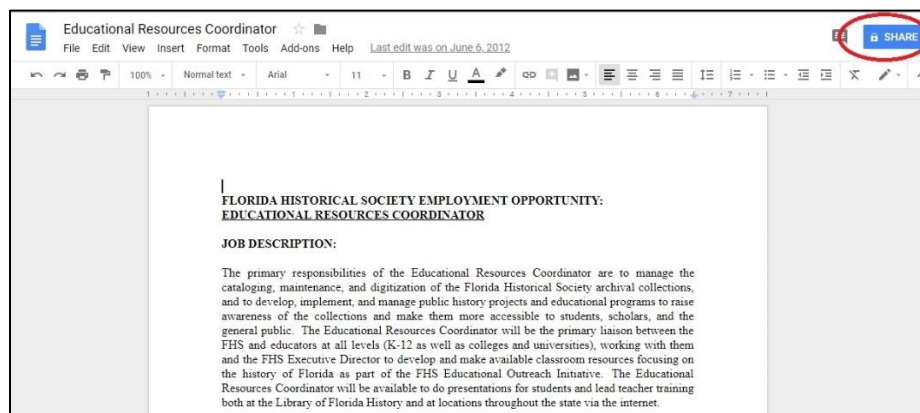 Educational Resources Coordinator
File Edit View Insert Format Tools Add-ons Help Last edit was on June 6, 2012
SHARE
100% Normal text Arial 11 B I U A
1 1 2 3 4 5 6 7
FLORIDA HISTORICAL SOCIETY EMPLOYMENT OPPORTUNITY:
EDUCATIONAL RESOURCES COORDINATOR
JOB DESCRIPTION:
The primary responsibilities of the Educational Resources Coordinator are to manage the
cataloging, maintenance, and digitization of the Florida Historical Society archival collections,
and to develop, implement, and manage public history projects and educational programs to raise
awareness of the collections and make them more accessible to students, scholars, and the
general public. The Educational Resources Coordinator will be the primary liaison between the
FHS and educators at all levels (K-12 as well as colleges and universities), working with them
and the FHS Executive Director to develop and make available classroom resources focusing on
the history of Florida as part of the FHS Educational Outreach Initiative. The Educational
Resources Coordinator will be available to do presentations for students and lead teacher training
both at the Library of Florida History and at locations throughout the state via the internet.